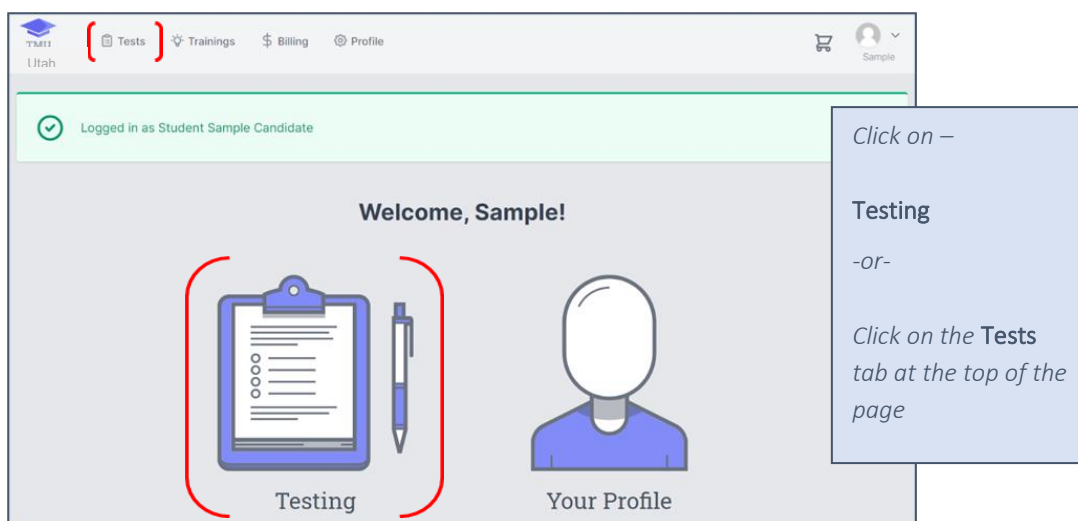 TMU
Utah
Tests
Trainings
$ Billing
Profile
Sample
Logged in as Student Sample Candidate
Welcome, Sample!
Testing
Your Profile
Click on –
Testing
-or-
Click on the Tests
tab at the top of the
page